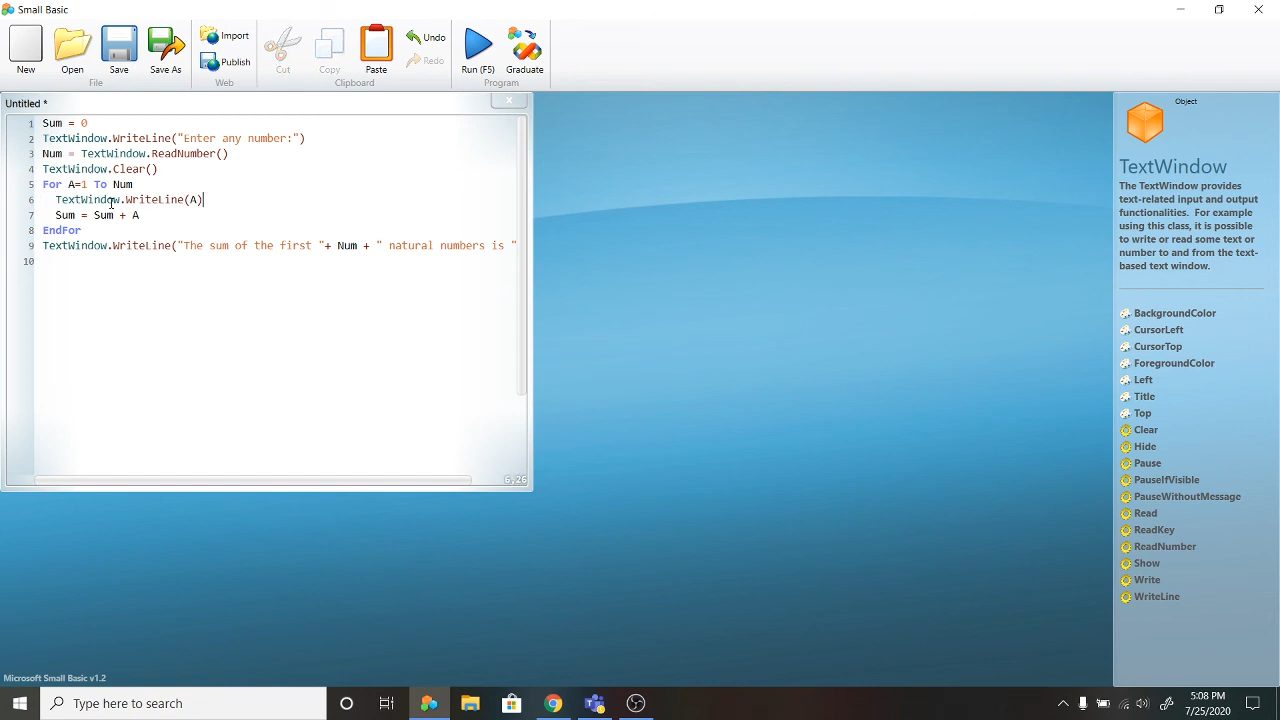 Small Basic
New
Open
Save
Save As
Import
Publish
Cut
Copy
Paste
Undo
Redo
Run (F5)
Graduate
File
Web
Clipboard
Program
Untitled *
1 Sum = 0
2 TextWindow.WriteLine("Enter any number:")
3 Num = TextWindow.ReadNumber()
4 TextWindow.Clear()
5 For A=1 To Num
6 TextWindow.WriteLine(A)
7 Sum = Sum + A
8 EndFor
9 TextWindow.WriteLine("The sum of the first "+ Num + " natural numbers is "
10
6,26
Object
TextWindow
The TextWindow provides
text-related input and output
functionalities. For example
using this class, it is possible
to write or read some text or
number to and from the text-
based text window.
BackgroundColor
CursorLeft
CursorTop
ForegroundColor
Left
Title
Top
Clear
Hide
Pause
PauseIfVisible
PauseWithoutMessage
Read
ReadKey
ReadNumber
Show
Write
WriteLine
Microsoft Small Basic v1.2
Type here to search
5:08 PM
7/25/2020